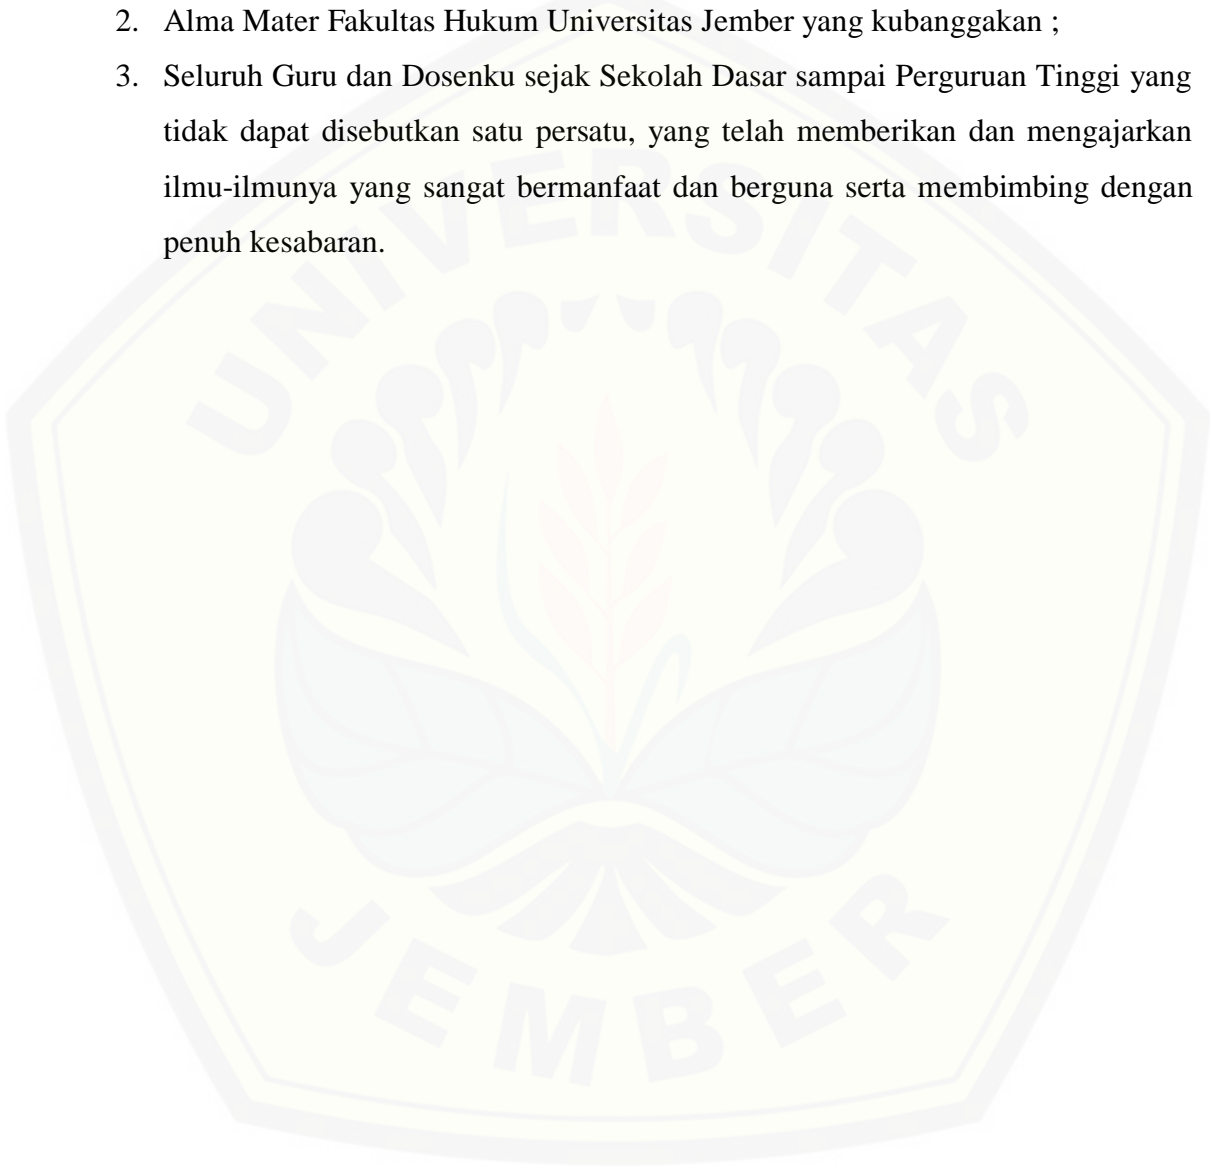 2. Alma Mater Fakultas Hukum Universitas Jember yang kubanggakan ;
3. Seluruh Guru dan Dosenku sejak Sekolah Dasar sampai Perguruan Tinggi yang
tidak dapat disebutkan satu persatu, yang telah memberikan dan mengajarkan
ilmu-ilmunya yang sangat bermanfaat dan berguna serta membimbing dengan
penuh kesabaran.
UNIVERSITAS
JEMBER